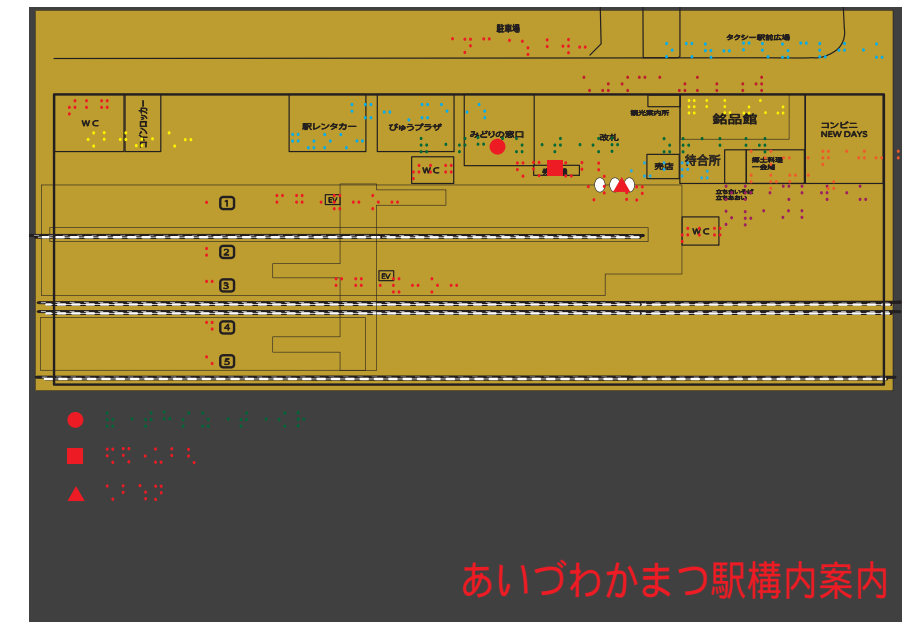 駐車場
タクシー駅前広場
WC
コインロッカー
駅レンタカー
びゅうプラザ
みどりの窓口
改札
観光案内所
銘品館
コンビニ
NEW DAYS
WC
売店
待合所
郷土料理
一会庵
立ち合いそば
EV
1
WC
2
EV
3
4
5
あいづわかまつ駅構内案内